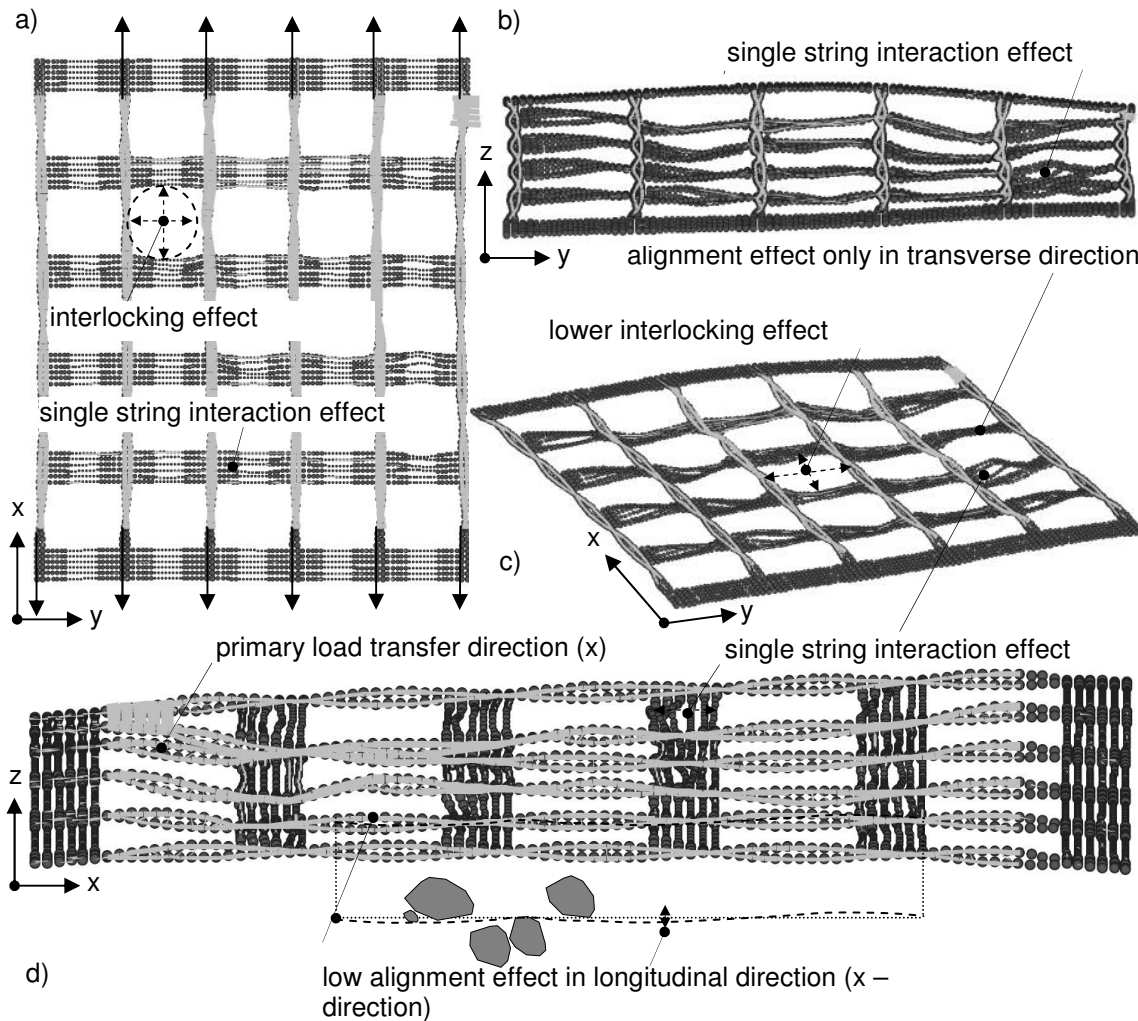 a)
interlocking effect
single string interaction effect
x
y
b)
single string interaction effect
z
y
alignment effect only in transverse direction
lower interlocking effect
c)
x
y
primary load transfer direction (x)
single string interaction effect
z
x
d)
low alignment effect in longitudinal direction (x –
direction)